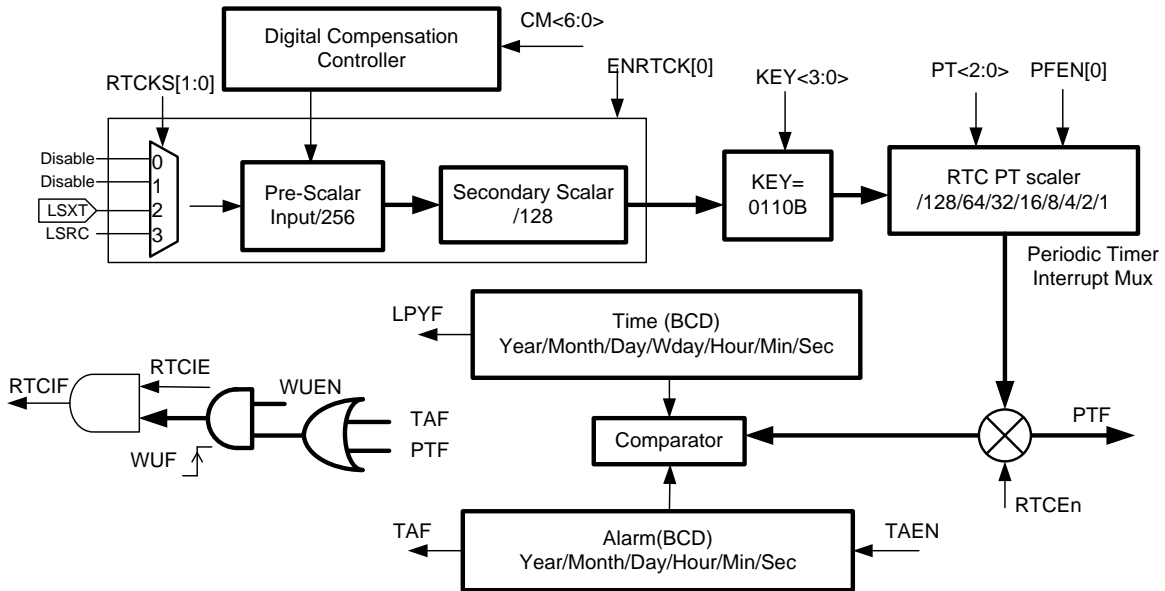 Digital Compensation
Controller
CM<6:0>
RTCKS[1:0]
ENRTCK[0]
KEY<3:0>
PT<2:0>
PFEN[0]
Disable
0
Disable
1
LSXT
2
LSRC
3
Pre-Scalar
Input/256
Secondary Scalar
/128
KEY=
0110B
RTC PT scaler
/128/64/32/16/8/4/2/1
Periodic Timer
Interrupt Mux
LPYF
Time (BCD)
Year/Month/Day/Wday/Hour/Min/Sec
RTCIF
RTCIE
WUEN
TAF
PTF
WUF
Comparator
PTF
RTCEn
TAF
Alarm(BCD)
Year/Month/Day/Hour/Min/Sec
TAEN